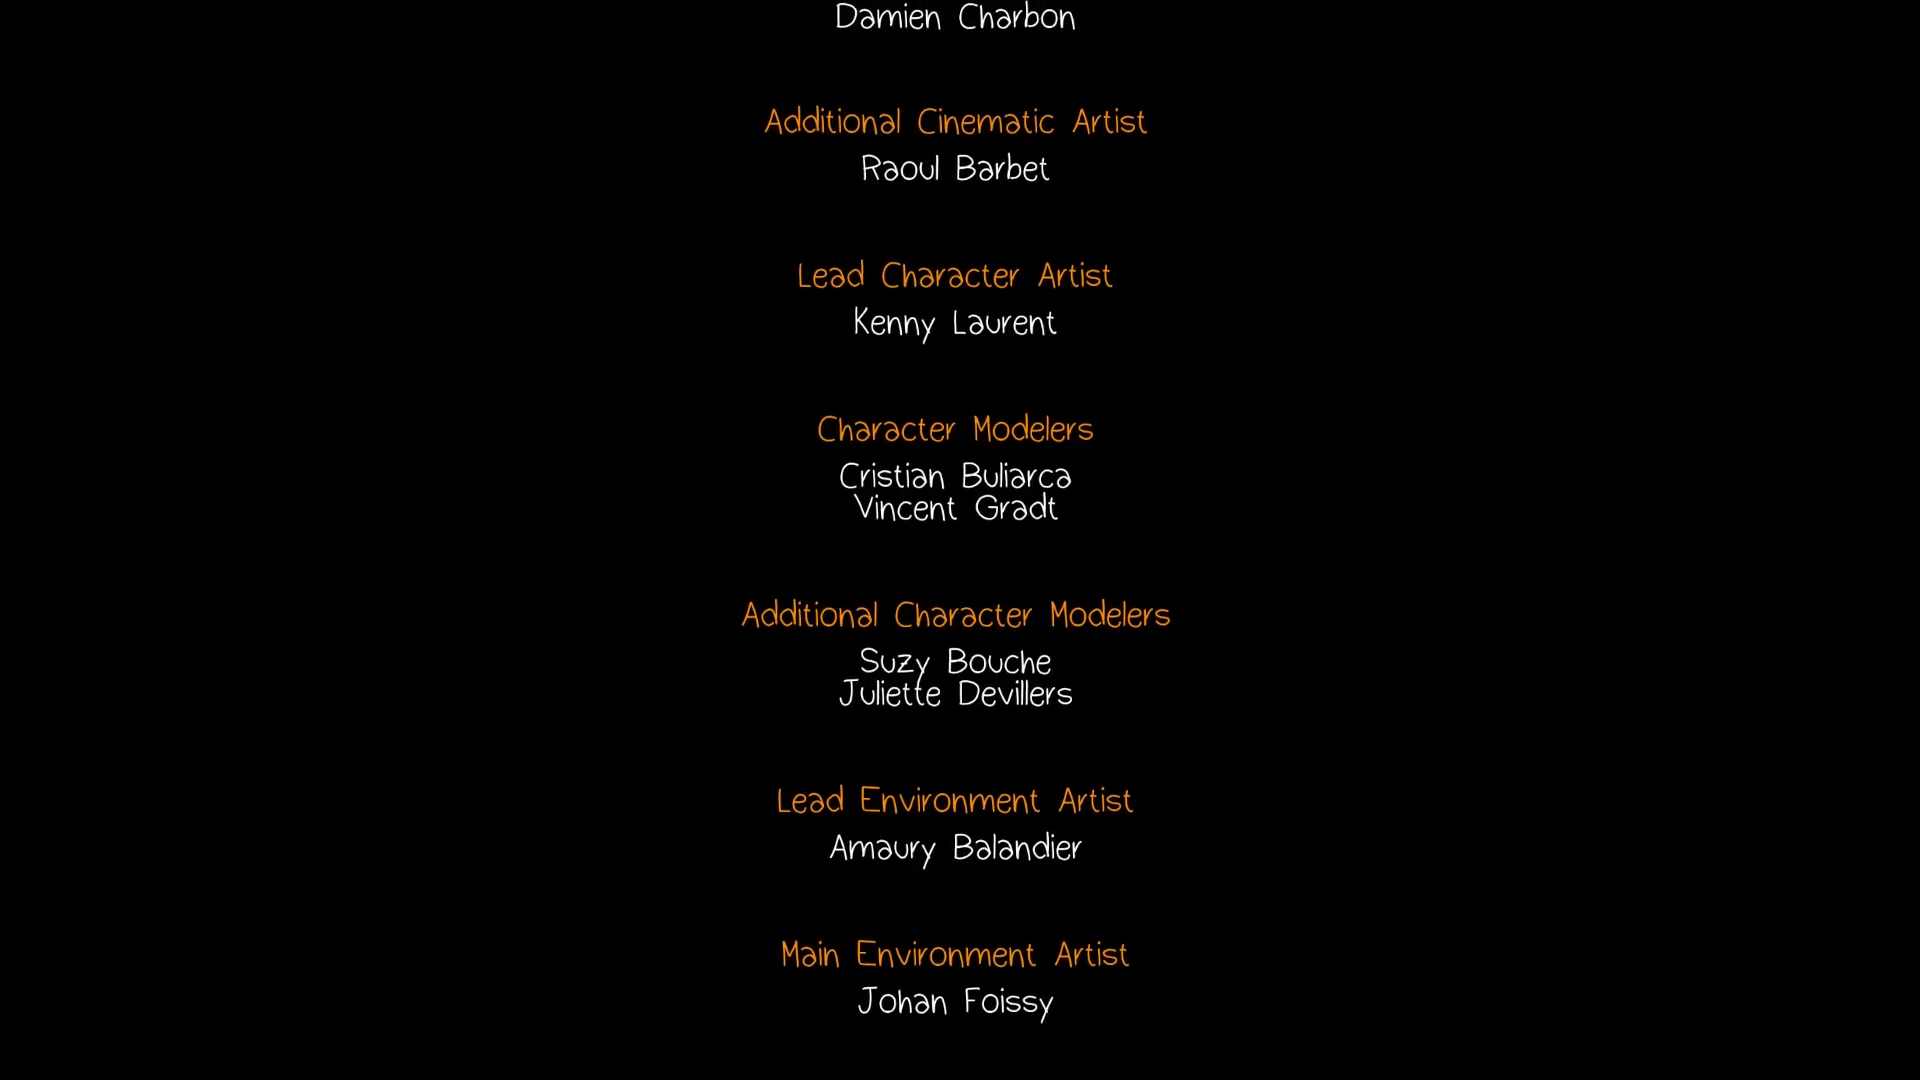 Damien Charbon
Additional Cinematic Artist
Raoul Barbet
Lead Character Artist
Kenny Laurent
Character Modelers
Cristian Buliarca
Vincent Gradt
Additional Character Modelers
Suzy Bouche
Juliette Devillers
Lead Environment Artist
Amaury Balandier
Main Environment Artist
Johan Foissy